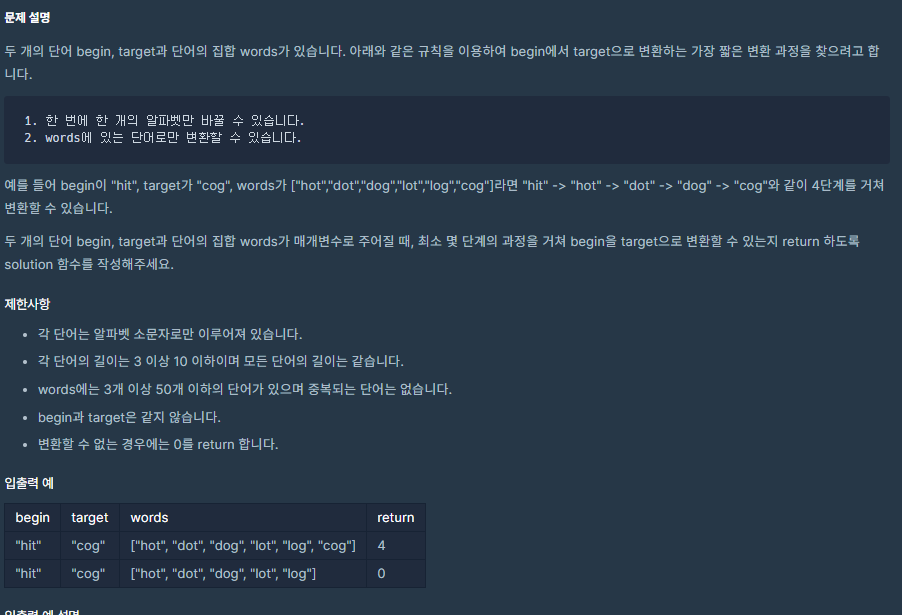 문제 설명
두 개의 단어 begin, target과 단어의 집합 words가 있습니다. 아래와 같은 규칙을 이용하여 begin에서 target으로 변환하는 가장 짧은 변환 과정을 찾으려고 합
니다.
1. 한 번에 한 개의 알파벳만 바꿀 수 있습니다.
2. words에 있는 단어로만 변환할 수 있습니다.
예를 들어 begin이 "hit", target가 "cog", words가 ["hot","dot","dog","lot","log","cog"]라면 "hit" -> "hot" -> "dot" -> "dog" -> "cog"와 같이 4단계를 거쳐
변환할 수 있습니다.
두 개의 단어 begin, target과 단어의 집합 words가 매개변수로 주어질 때, 최소 몇 단계의 과정을 거쳐 begin을 target으로 변환할 수 있는지 return 하도록
solution 함수를 작성해주세요.
제한사항
• 각 단어는 알파벳 소문자로만 이루어져 있습니다.
• 각 단어의 길이는 3 이상 10 이하이며 모든 단어의 길이는 같습니다.
• words에는 3개 이상 50개 이하의 단어가 있으며 중복되는 단어는 없습니다.
• begin과 target은 같지 않습니다.
• 변환할 수 없는 경우에는 0를 return 합니다.
입출력 예
begin target words return
"hit" "cog" ["hot", "dot", "dog", "lot", "log", "cog"] 4
"hit" "cog" ["hot", "dot", "dog", "lot", "log"] 0
입출력 예 설명